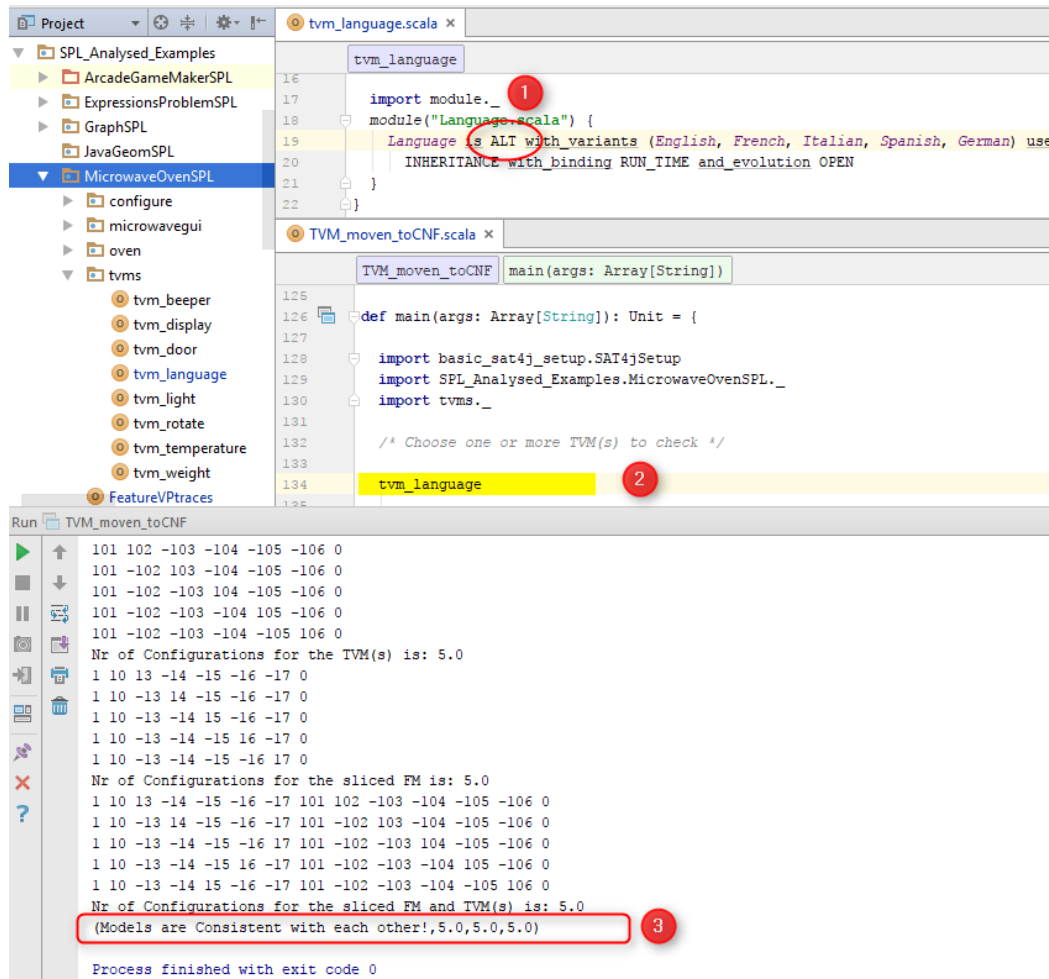 Project
SPL_Analysed_Examples
ArcadeGameMakerSPL
ExpressionsProblemSPL
GraphSPL
JavaGeomSPL
MicrowaveOvenSPL
configure
microwavegui
oven
tvms
tvm_beeper
tvm_display
tvm_door
tvm_language
tvm_light
tvm_rotate
tvm_temperature
tvm_weight
FeatureVPtraces
tvm_language.scala ×
tvm_language
16
17 import module._ 1
18 module("Language.scala") {
19 Language is ALT with_variants (English, French, Italian, Spanish, German) use
20 INHERITANCE with_binding RUN_TIME and_evolution OPEN
21 }
22 }
TVM_moven_toCNF.scala ×
TVM_moven_toCNF main(args: Array[String])
125
126 def main(args: Array[String]): Unit = {
127
128 import basic_sat4j_setup.SAT4jSetup
129 import SPL_Analysed_Examples.MicrowaveOvenSPL._
130 import tvms._
131
132 /* Choose one or more TVM(s) to check */
133
134 tvm_language 2
135
Run TVM_moven_toCNF
101 102 -103 -104 -105 -106 0
101 -102 103 -104 -105 -106 0
101 -102 -103 104 -105 -106 0
101 -102 -103 -104 105 -106 0
101 -102 -103 -104 -105 106 0
Nr of Configurations for the TVM(s) is: 5.0
1 10 13 -14 -15 -16 -17 0
1 10 -13 14 -15 -16 -17 0
1 10 -13 -14 15 -16 -17 0
1 10 -13 -14 -15 16 -17 0
1 10 -13 -14 -15 -16 17 0
Nr of Configurations for the sliced FM is: 5.0
1 10 13 -14 -15 -16 -17 101 102 -103 -104 -105 -106 0
1 10 -13 14 -15 -16 -17 101 -102 103 -104 -105 -106 0
1 10 -13 -14 -15 -16 17 101 -102 -103 104 -105 -106 0
1 10 -13 -14 -15 16 -17 101 -102 -103 -104 105 -106 0
1 10 -13 -14 15 -16 -17 101 -102 -103 -104 -105 106 0
Nr of Configurations for the sliced FM and TVM(s) is: 5.0
(Models are Consistent with each other!,5.0,5.0,5.0) 3
Process finished with exit code 0